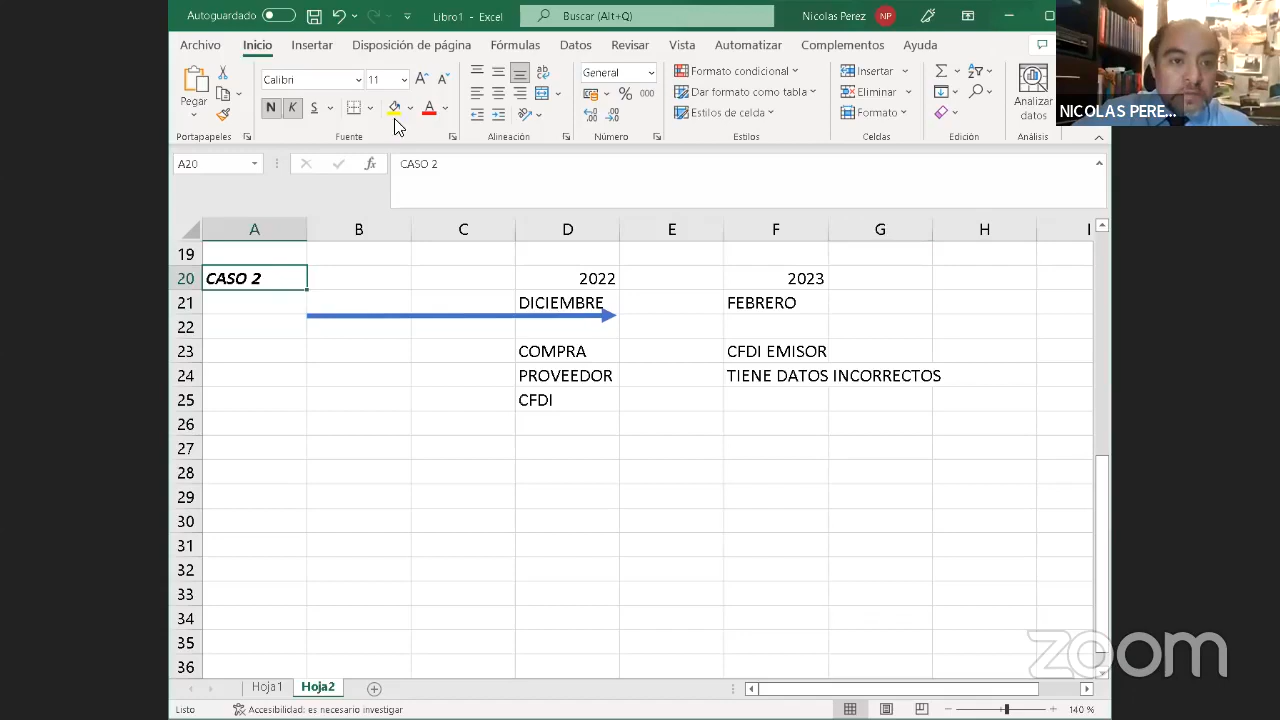 Autoguardado
Libro1 - Excel
Buscar (Alt+Q)
Nicolas Perez
NP
Archivo
Inicio
Insertar
Disposición de página
Fórmulas
Datos
Revisar
Vista
Automatizar
Complementos
Ayuda
Pegar
Portapapeles
Calibri
11
N K S
Fuente
Alineación
General
% 000
Número
Formato condicional
Dar formato como tabla
Estilos de celda
Estilos
Insertar
Eliminar
Formato
Celdas
Edición
Analizar
datos
Análisis
NICOLAS PERE...
A20
fx
CASO 2
A B C D E F G H I
19
20 CASO 2 2022 2023
21 DICIEMBRE FEBRERO
22
23 COMPRA CFDI EMISOR
24 PROVEEDOR TIENE DATOS INCORRECTOS
25 CFDI
26
27
28
29
30
31
32
33
34
35
36
zoom
Hoja1 Hoja2
Listo
Accesibilidad: es necesario investigar
140 %